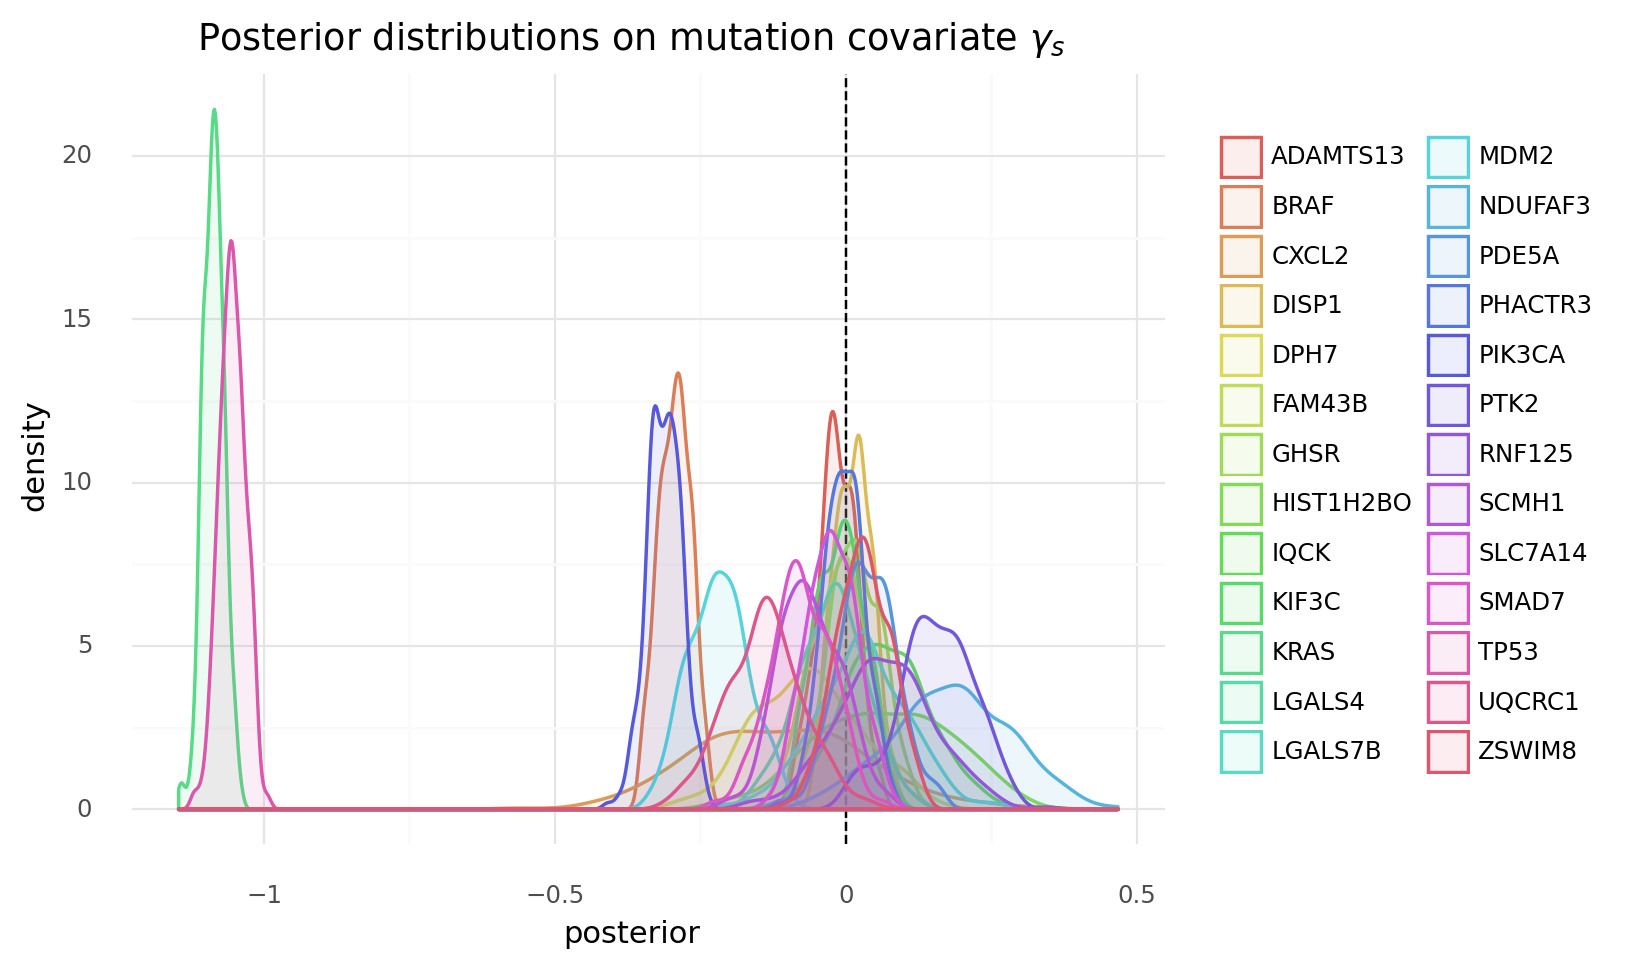 Posterior distributions on mutation covariate γₛ
density
20
15
10
5
0
−1
−0.5
0
0.5
posterior
ADAMTS13
BRAF
CXCL2
DISP1
DPH7
FAM43B
GHSR
HIST1H2BO
IQCK
KIF3C
KRAS
LGALS4
LGALS7B
MDM2
NDUFAF3
PDE5A
PHACTR3
PIK3CA
PTK2
RNF125
SCMH1
SLC7A14
SMAD7
TP53
UQCRC1
ZSWIM8